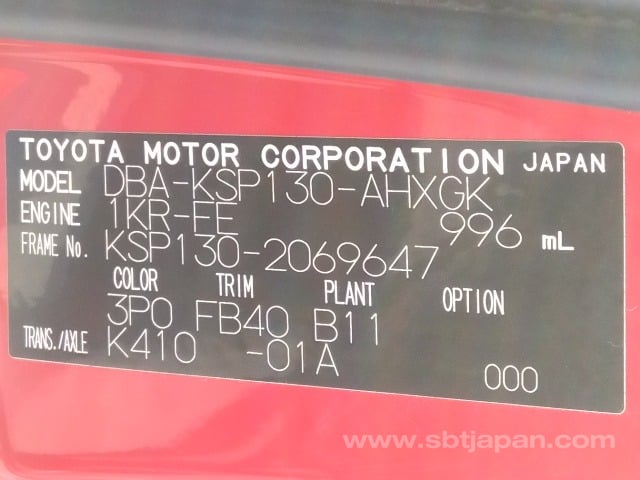 TOYOTA MOTOR CORPORATION JAPAN
MODEL DBA-KSP130-AHXGK
ENGINE 1KR-FE 996 mL
FRAME No. KSP130-2069647
COLOR TRIM PLANT OPTION
3P0 FB40 B11
TRANS./AXLE K410 -01A
000
www.sbtjapan.com